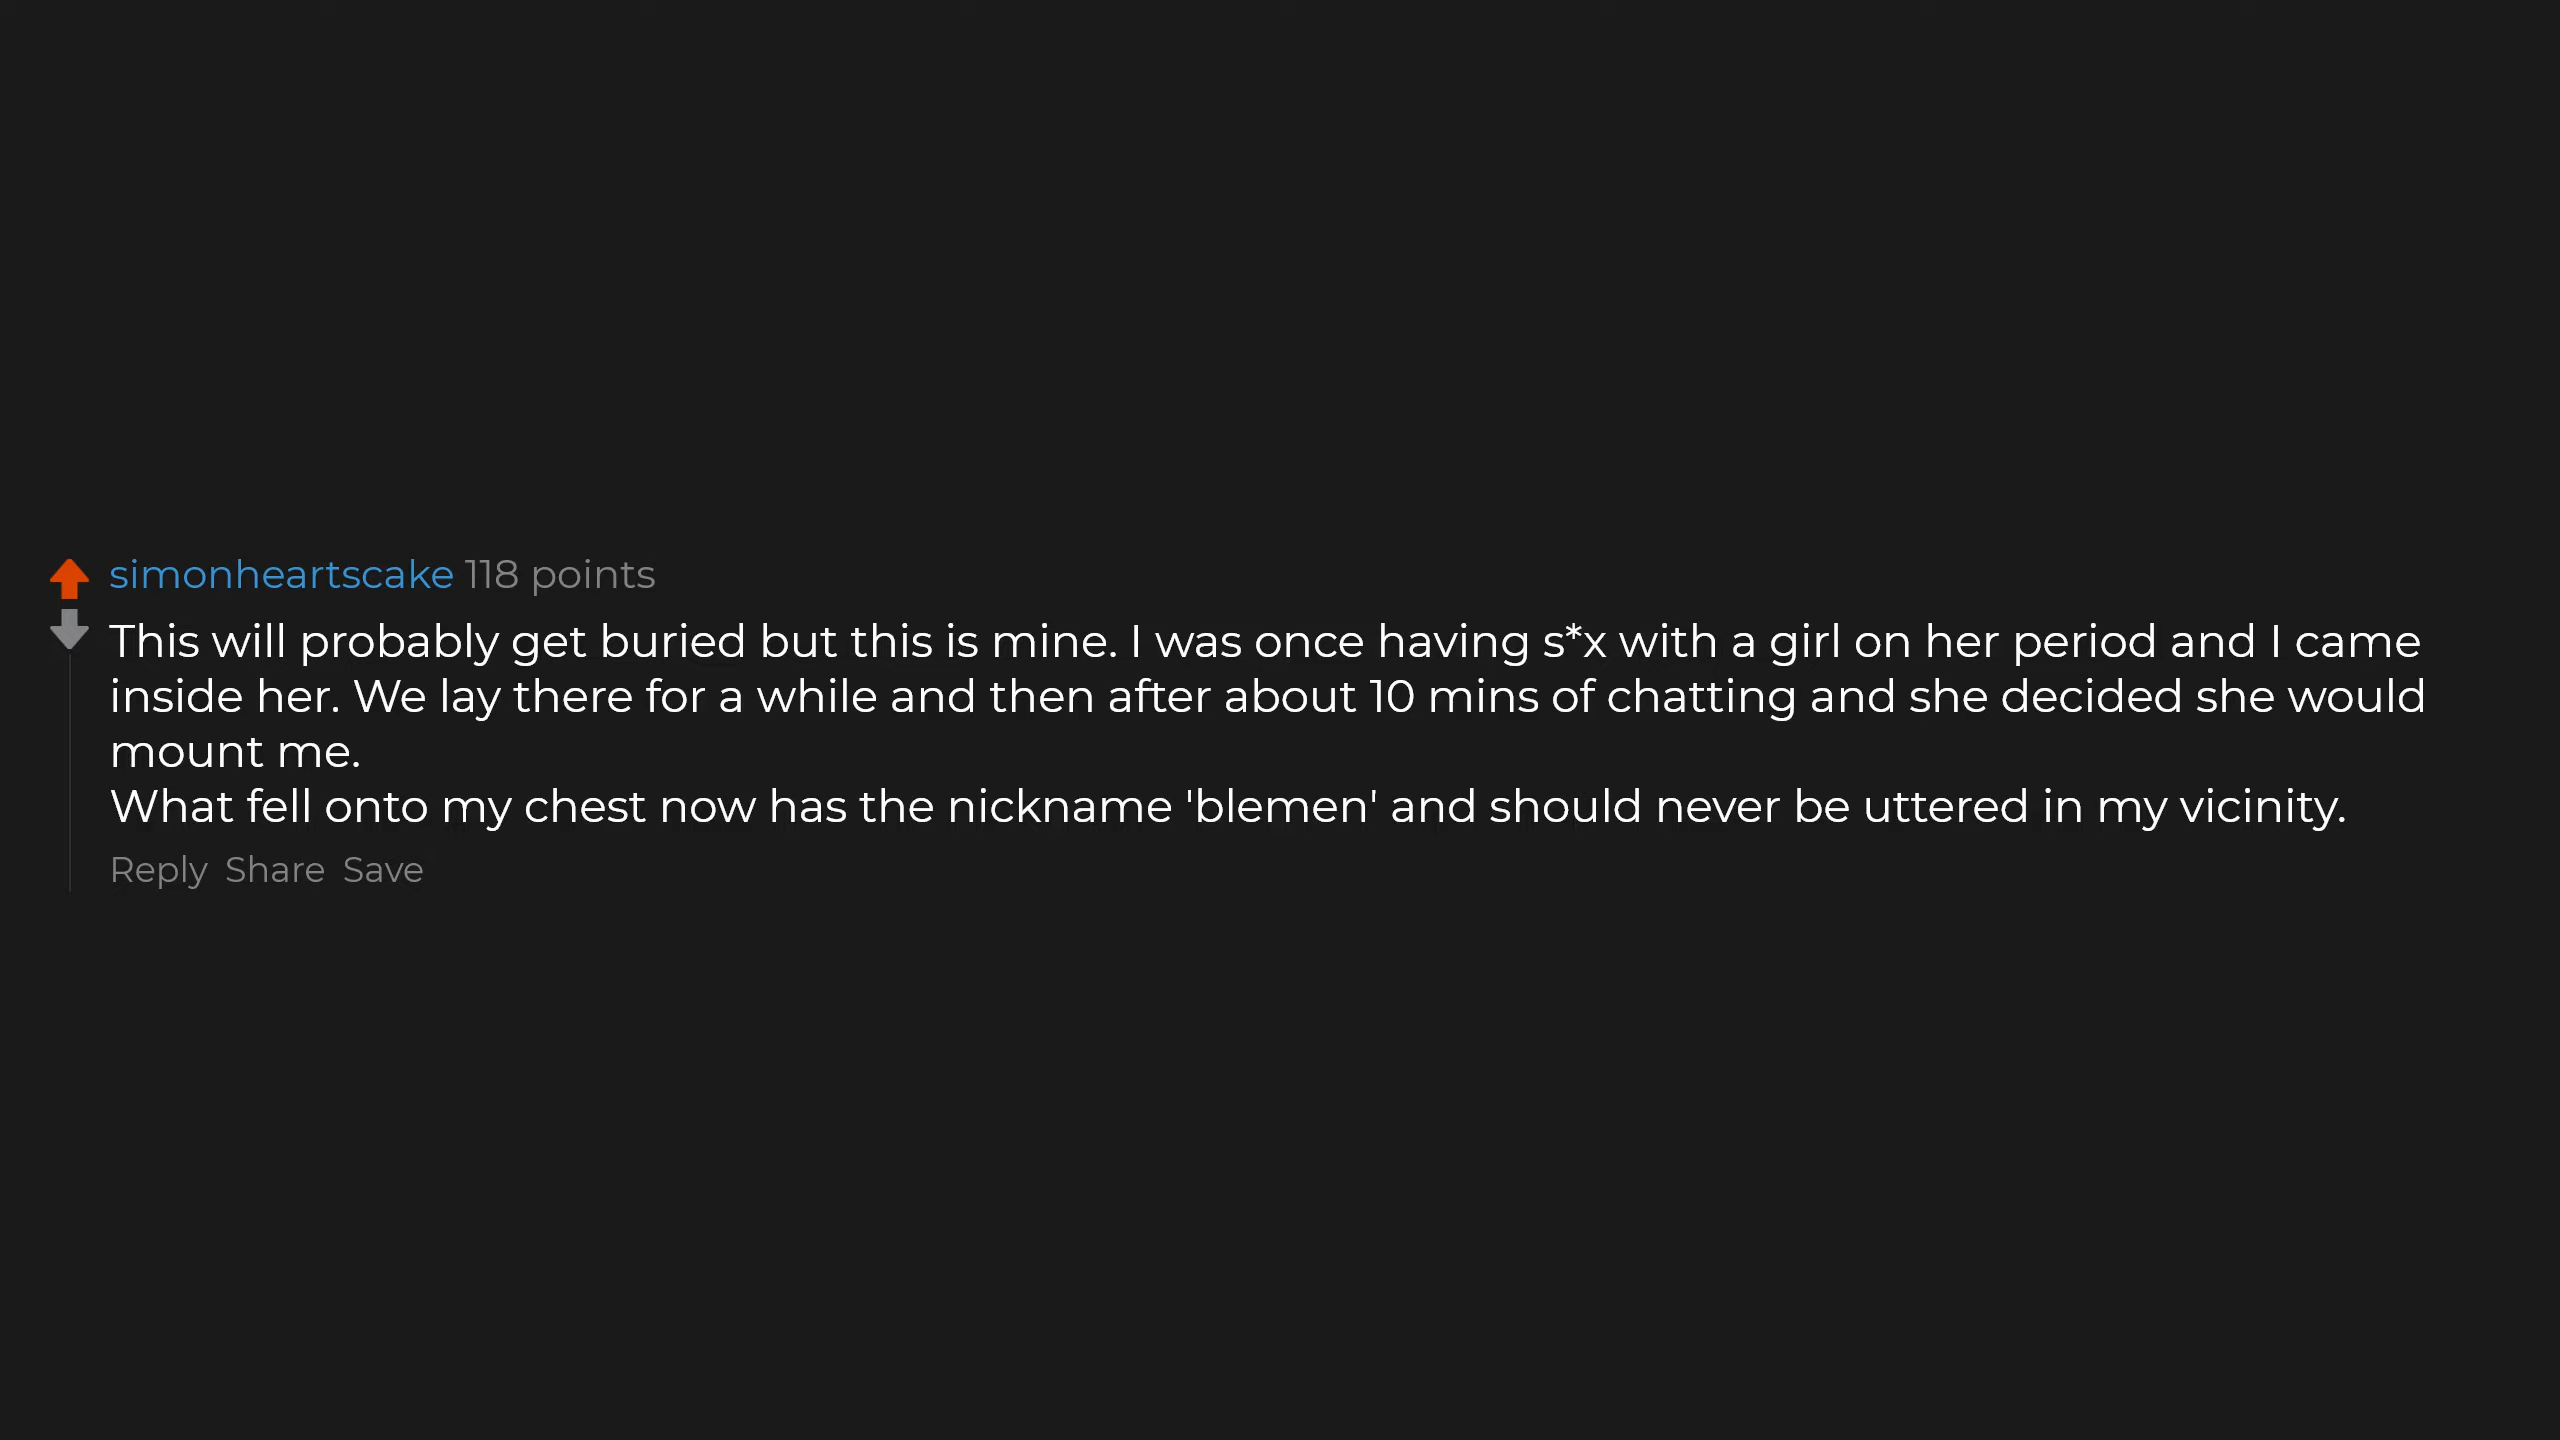 simonheartscake 118 points
This will probably get buried but this is mine. I was once having s*x with a girl on her period and I came
inside her. We lay there for a while and then after about 10 mins of chatting and she decided she would
mount me.
What fell onto my chest now has the nickname 'blemen' and should never be uttered in my vicinity.
Reply Share Save